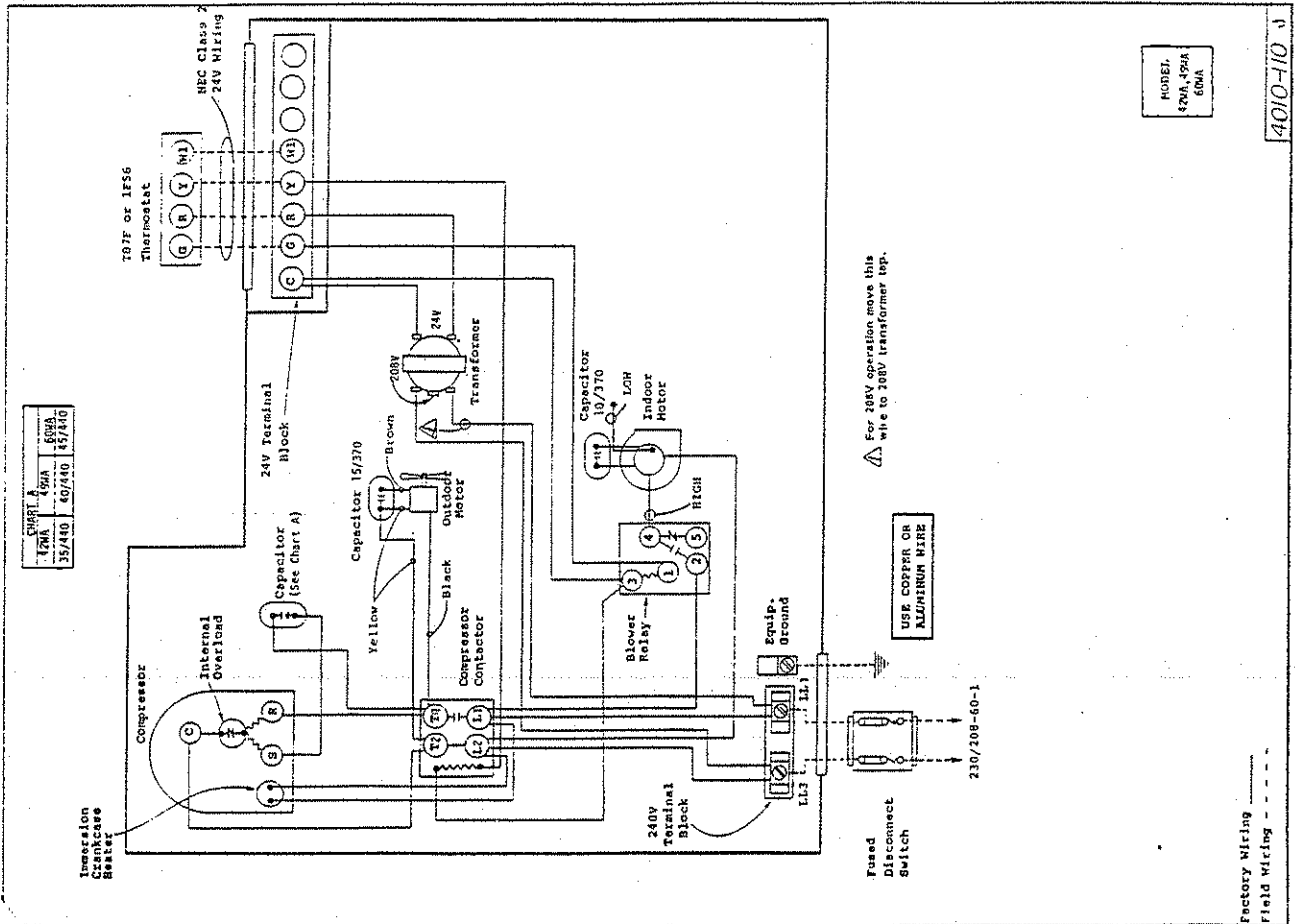 CHART A
42WA 49WA 60WA
35/440 40/440 45/440
T87F or 1F56
Thermostat
G R Y W1
NEC Class 2
24V Wiring
C G R Y W1
24V Terminal
Block
Compressor
Internal
Overload
C
S R
Immersion
Crankcase
Heater
Capacitor
(See Chart A)
Capacitor 15/370
Brown
Yellow
Outdoor
Motor
Black
208V
24V
Transformer
Compressor
Contactor
T2 T1
L2 L1
Capacitor
10/370
LOW
Indoor
Motor
HIGH
Blower
Relay
3 1 4 2 5
Equip.
Ground
240V
Terminal
Block
LL2 LL1
Fused
Disconnect
Switch
230/208-60-1
USE COPPER OR
ALUMINUM WIRE
For 208V operation move this
wire to 208V transformer tap.
MODEL
42WA,49WA
60WA
4010-110 J
Factory Wiring
Field Wiring